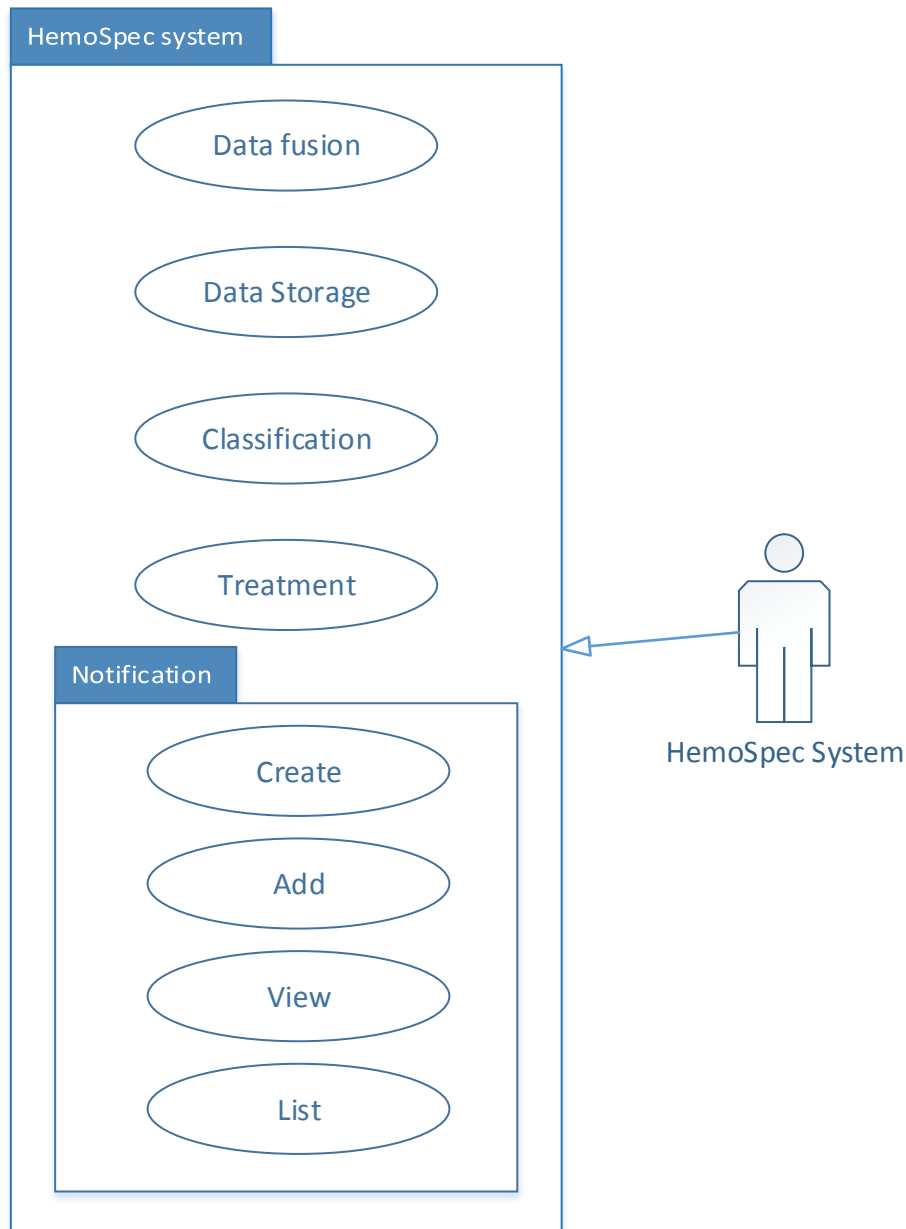 HemoSpec system
Data fusion
Data Storage
Classification
Treatment
Notification
Create
Add
View
List
HemoSpec System